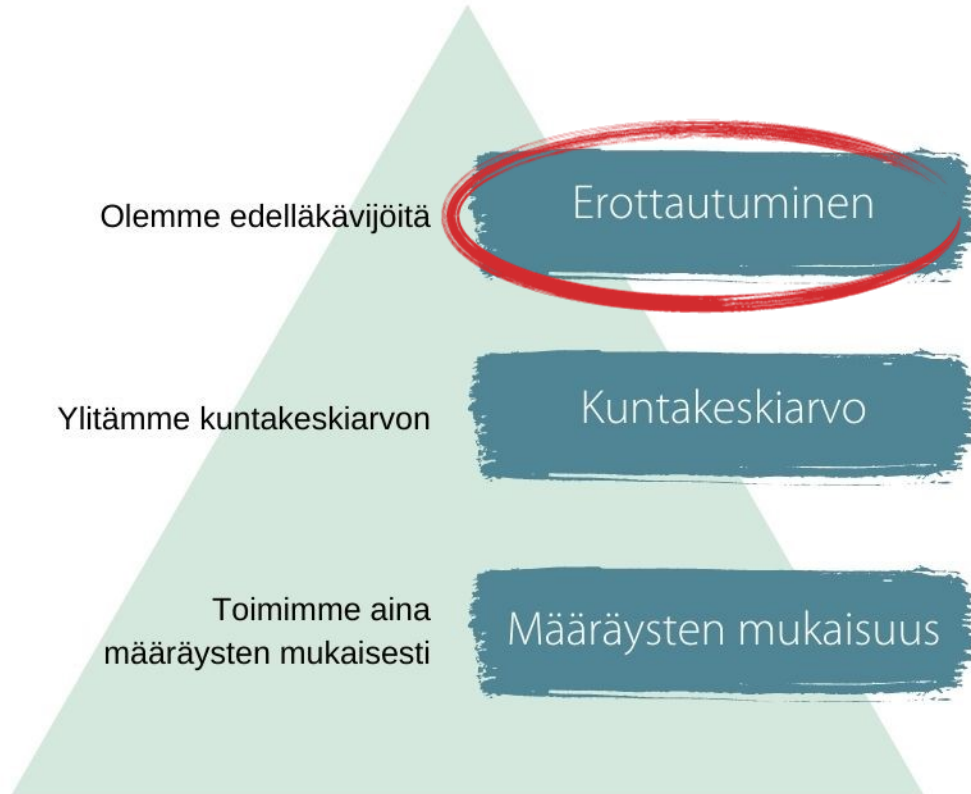 Olemme edelläkävijöitä
Erottautuminen
Ylitämme kuntakeskiarvon
Kuntakeskiarvo
Toimimme aina
määräysten mukaisesti
Määräysten mukaisuus